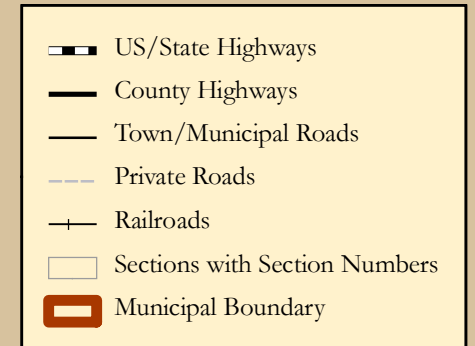 US/State Highways
County Highways
Town/Municipal Roads
Private Roads
Railroads
Sections with Section Numbers
Municipal Boundary